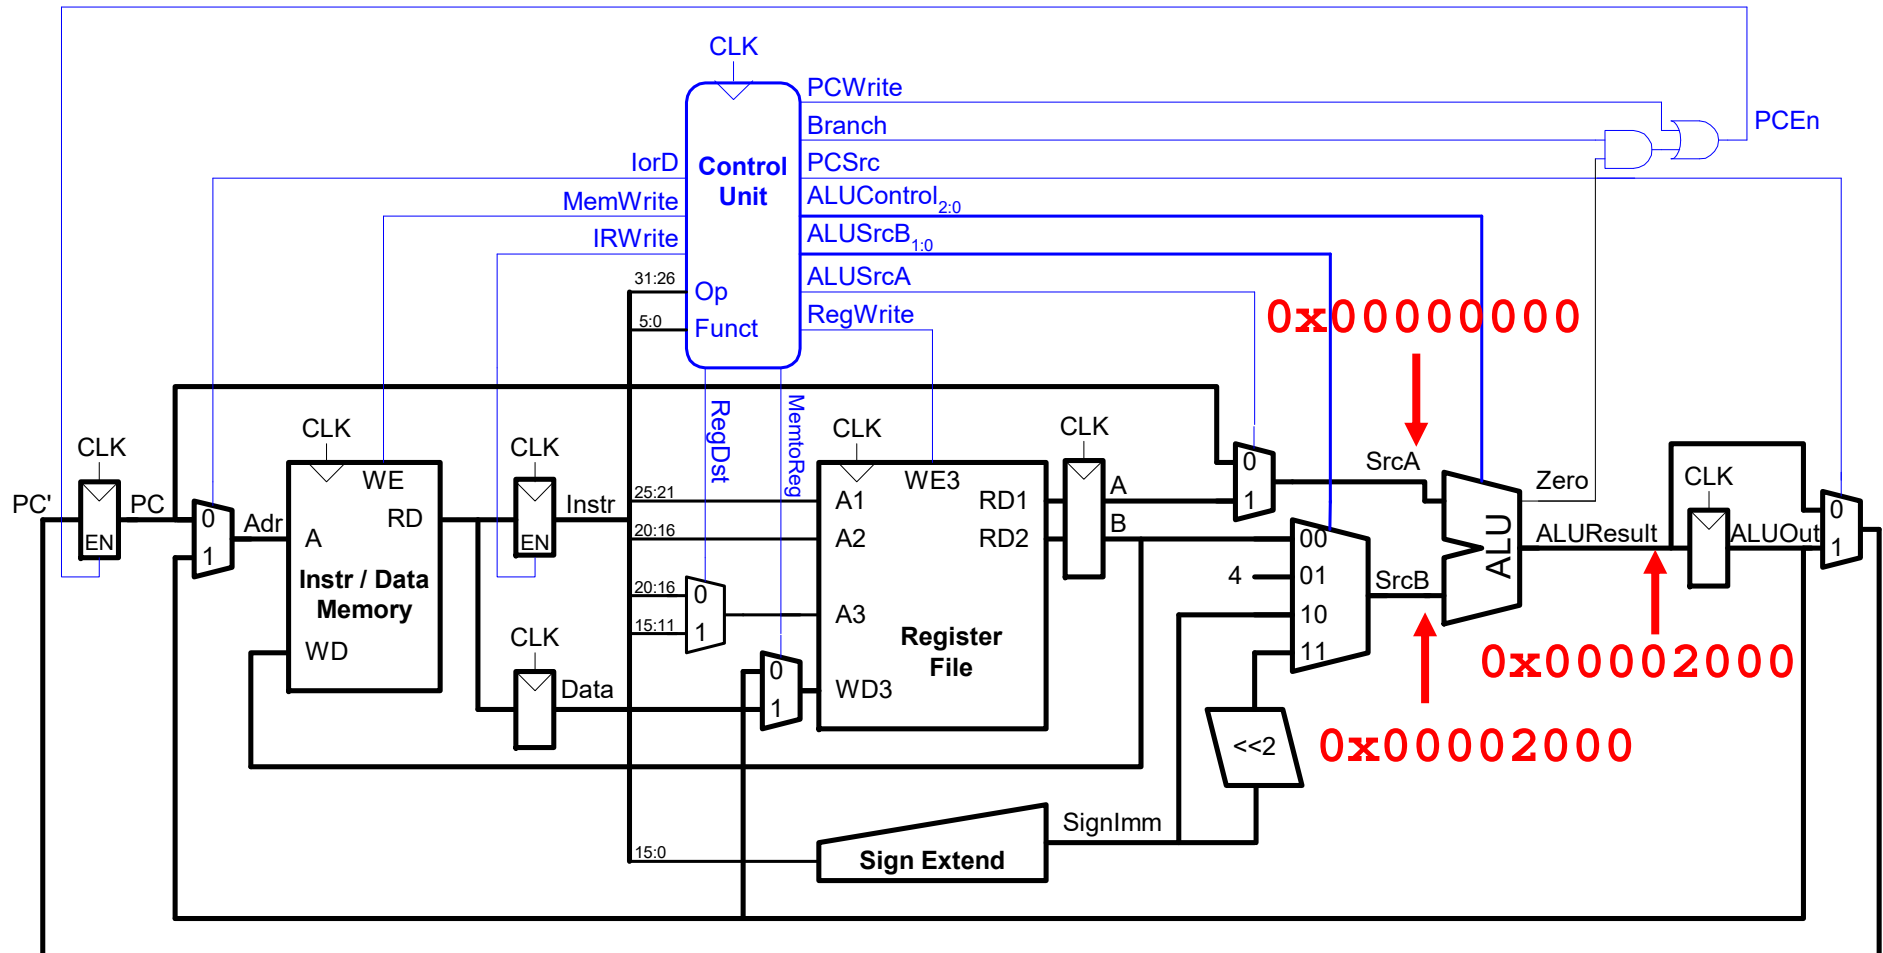 CLK
PCWrite
Branch
PCEn
IorD
Control
Unit
PCSrc
MemWrite
ALUControl2:0
IRWrite
ALUSrcB1:0
31:26
Op
ALUSrcA
5:0
Funct
RegWrite
0x00000000
RegDst
MemtoReg
CLK
CLK
CLK
CLK
CLK
SrcA
CLK
PC'
PC
EN
0
1
Adr
WE
A
RD
Instr / Data
Memory
WD
EN
Instr
25:21
20:16
20:16
15:11
0
1
A1
A2
A3
WD3
WE3
RD1
RD2
Register
File
A
B
0
1
00
4
01
10
11
SrcB
ALU
Zero
ALUResult
ALUOut
0
1
CLK
Data
0
1
0x00002000
<<2
0x00002000
SignImm
15:0
Sign Extend